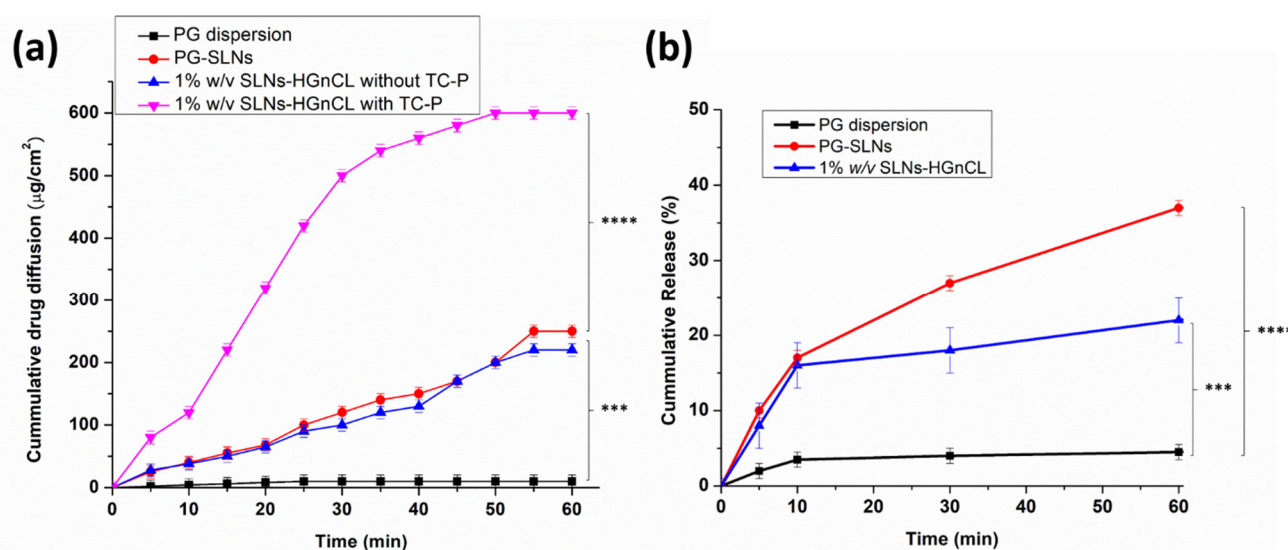 (a)
PG dispersion
PG-SLNs
1% w/v SLNs-HGnCL without TC-P
1% w/v SLNs-HGnCL with TC-P
Cummulative drug diffusion (µg/cm²)
600
500
400
300
200
100
0
0 10 20 30 40 50 60
Time (min)
****
***
(b)
PG dispersion
PG-SLNs
1% w/v SLNs-HGnCL
Cummulative Release (%)
50
40
30
20
10
0
0 10 20 30 40 50 60
Time (min)
***
****